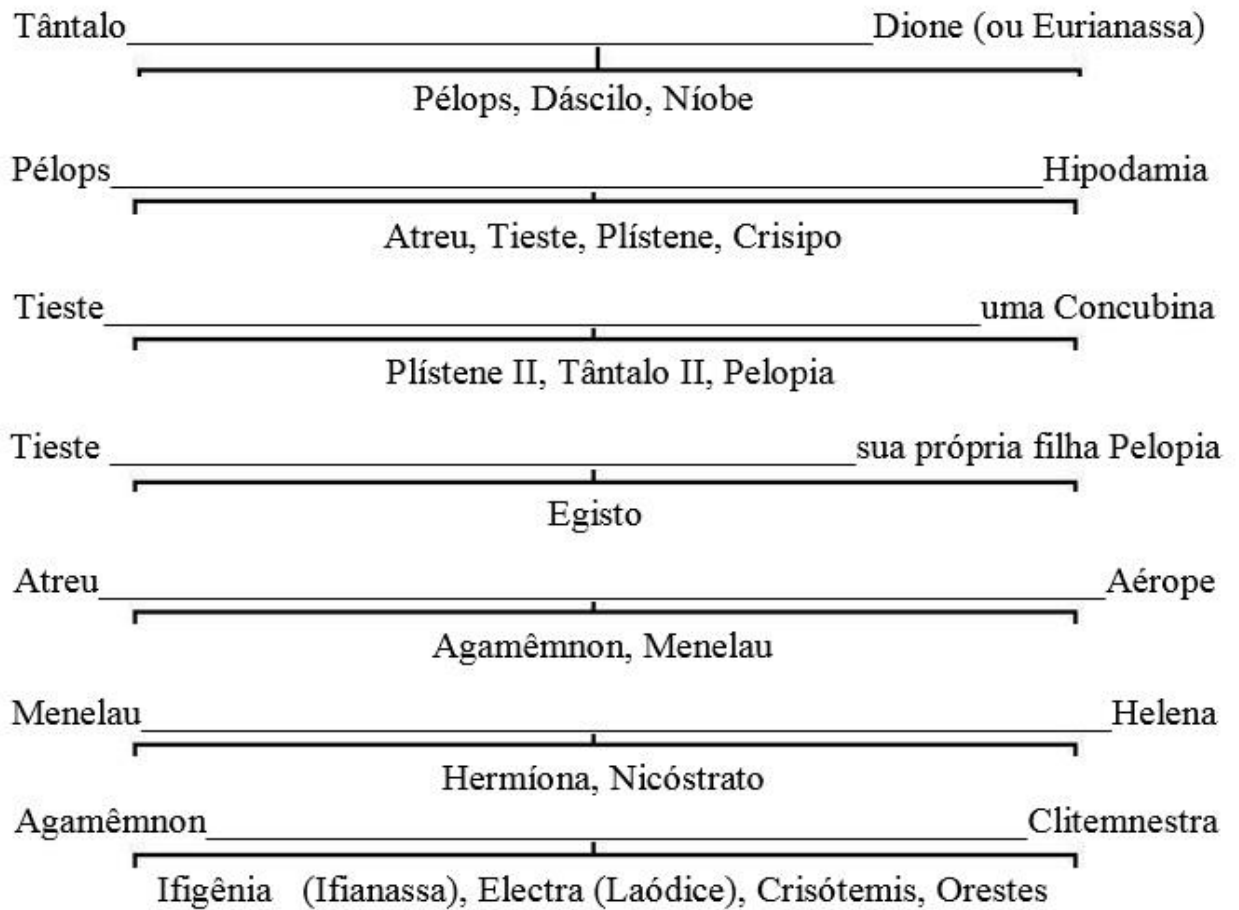 Tântalo Dione (ou Eurianassa)
Pélops, Dáscilo, Níobe
Pélops Hipodamia
Atreu, Tieste, Plístene, Crisipo
Tieste uma Concubina
Plístene II, Tântalo II, Pelopia
Tieste sua própria filha Pelopia
Egisto
Atreu Aérope
Agamêmnon, Menelau
Menelau Helena
Hermíona, Nicóstrato
Agamêmnon Clitemnestra
Ifigênia (Ifianassa), Electra (Laódice), Crisótemis, Orestes